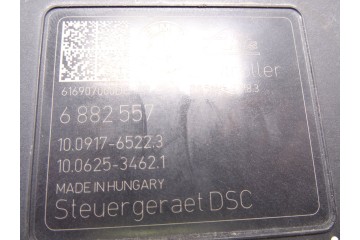 6 882 557
10.0917-6522.3
10.0625-3462.1
MADE IN HUNGARY
Steuergeraet DSC